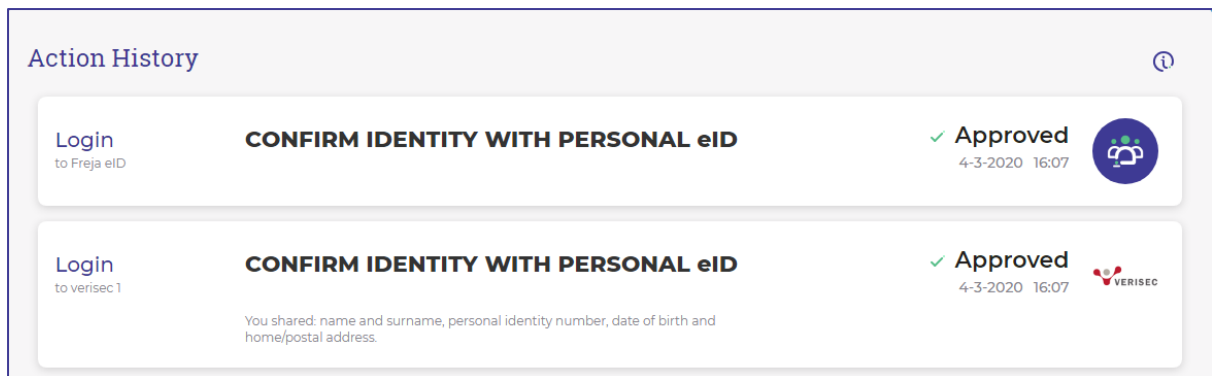 Action History
Login
to Freja eID
CONFIRM IDENTITY WITH PERSONAL eID
Approved
4-3-2020 16:07
Login
to verisec 1
CONFIRM IDENTITY WITH PERSONAL eID
You shared: name and surname, personal identity number, date of birth and
home/postal address.
Approved
4-3-2020 16:07
VERISEC